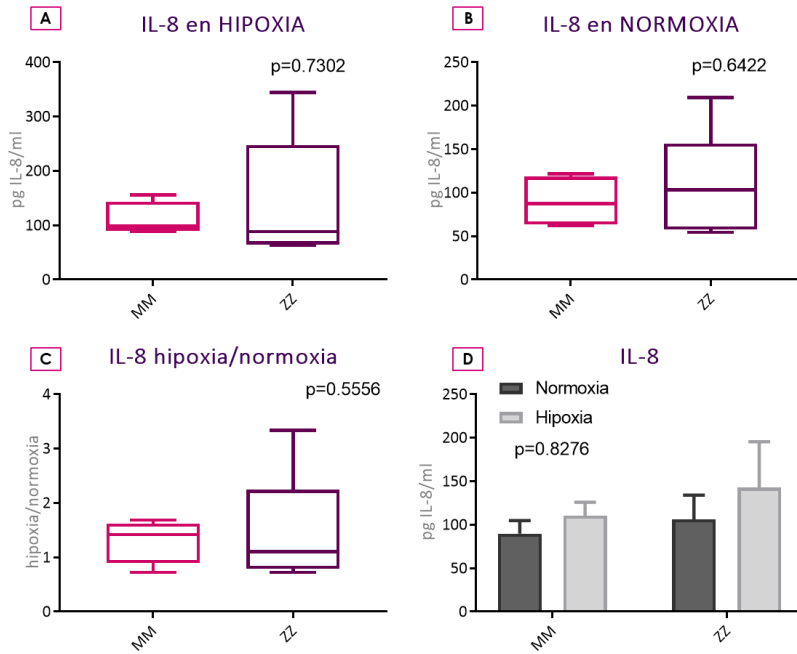 A
IL-8 en HIPOXIA
p=0.7302
pg IL-8/ml
400
300
200
100
0
MM
ZZ
B
IL-8 en NORMOXIA
p=0.6422
pg IL-8/ml
250
200
150
100
50
0
MM
ZZ
C
IL-8 hipoxia/normoxia
p=0.5556
hipoxia/normoxia
4
3
2
1
0
MM
ZZ
D
IL-8
Normoxia
Hipoxia
p=0.8276
pg IL-8/ml
250
200
150
100
50
0
MM
ZZ